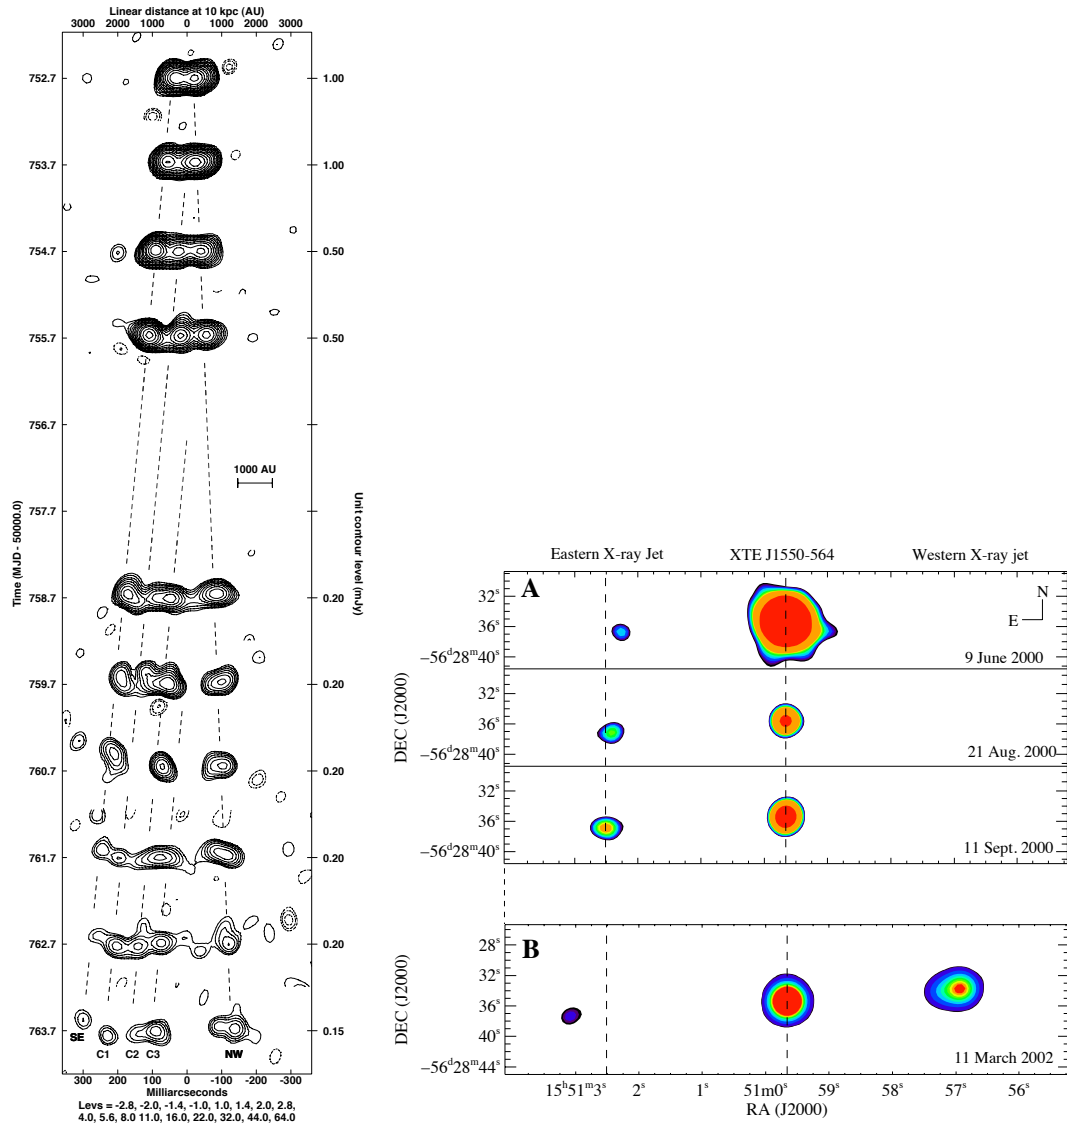 Linear distance at 10 kpc (AU)
3000 2000 1000 0 1000 2000 3000
752.7 1.00
753.7 1.00
754.7 0.50
755.7 0.50
756.7
1000 AU
757.7
758.7 0.20
759.7 0.20
760.7 0.20
761.7 0.20
762.7 0.20
763.7 0.15
Time (MJD - 50000.0)
Unit contour level (mJy)
SE C1 C2 C3 NW
300 200 100 0 -100 -200 -300
Milliarcseconds
Levs = -2.8, -2.0, -1.4, -1.0, 1.0, 1.4, 2.0, 2.8,
4.0, 5.6, 8.0 11.0, 16.0, 22.0, 32.0, 44.0, 64.0
Eastern X-ray Jet XTE J1550-564 Western X-ray jet
A
N
E
32s
36s
−56d28m40s
9 June 2000
32s
36s
−56d28m40s
21 Aug. 2000
32s
36s
−56d28m40s
11 Sept. 2000
DEC (J2000)
B
28s
32s
36s
40s
−56d28m44s
11 March 2002
DEC (J2000)
15h51m3s 2s 1s 51m0s 59s 58s 57s 56s
RA (J2000)